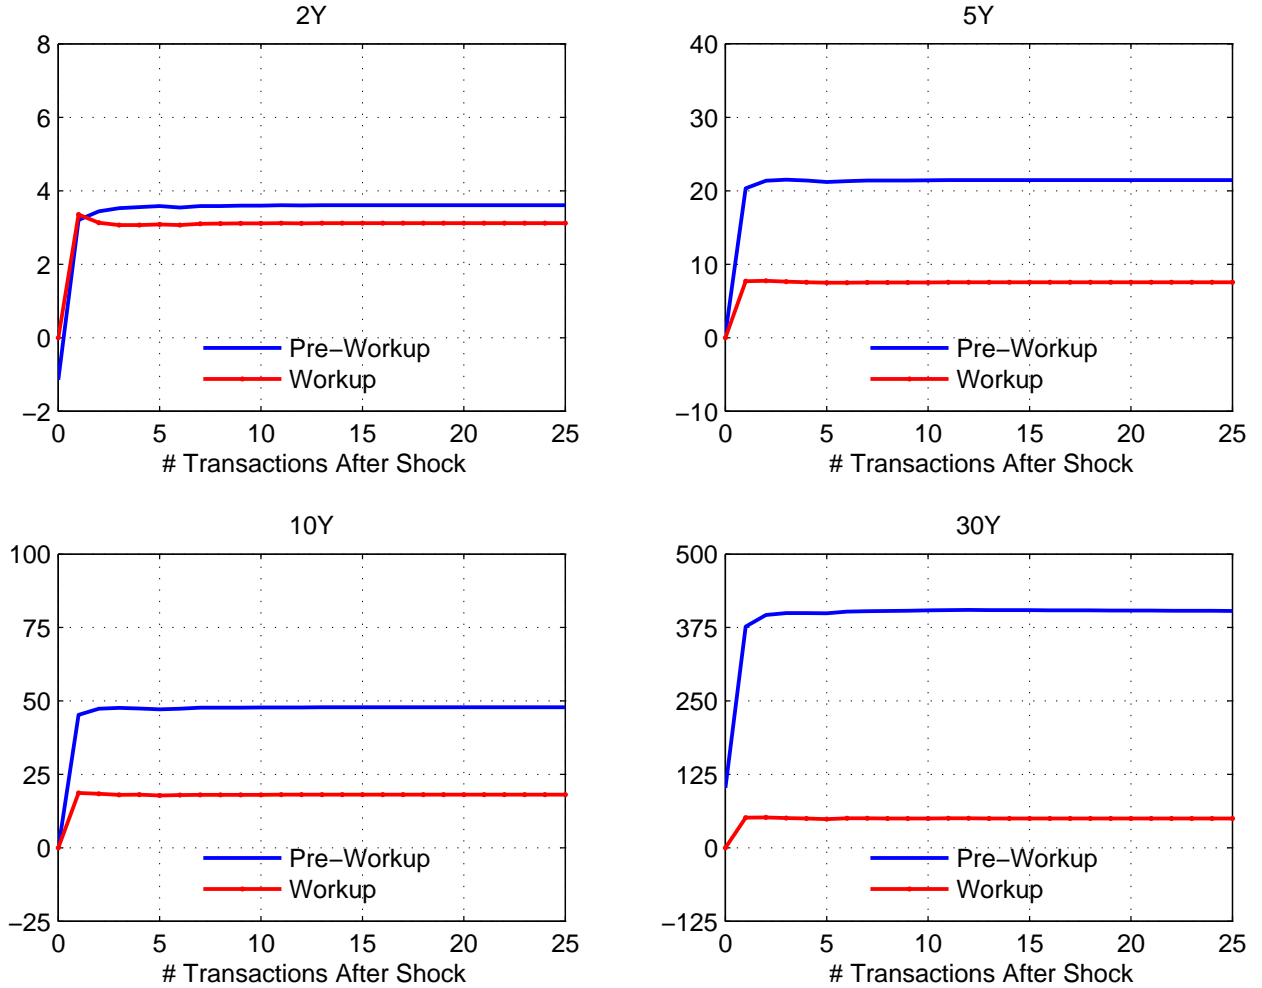 2Y
8
6
4
2
0
−2
0 5 10 15 20 25
# Transactions After Shock
Pre−Workup
Workup
5Y
40
30
20
10
0
−10
0 5 10 15 20 25
# Transactions After Shock
Pre−Workup
Workup
10Y
100
75
50
25
0
−25
0 5 10 15 20 25
# Transactions After Shock
Pre−Workup
Workup
30Y
500
375
250
125
0
−125
0 5 10 15 20 25
# Transactions After Shock
Pre−Workup
Workup